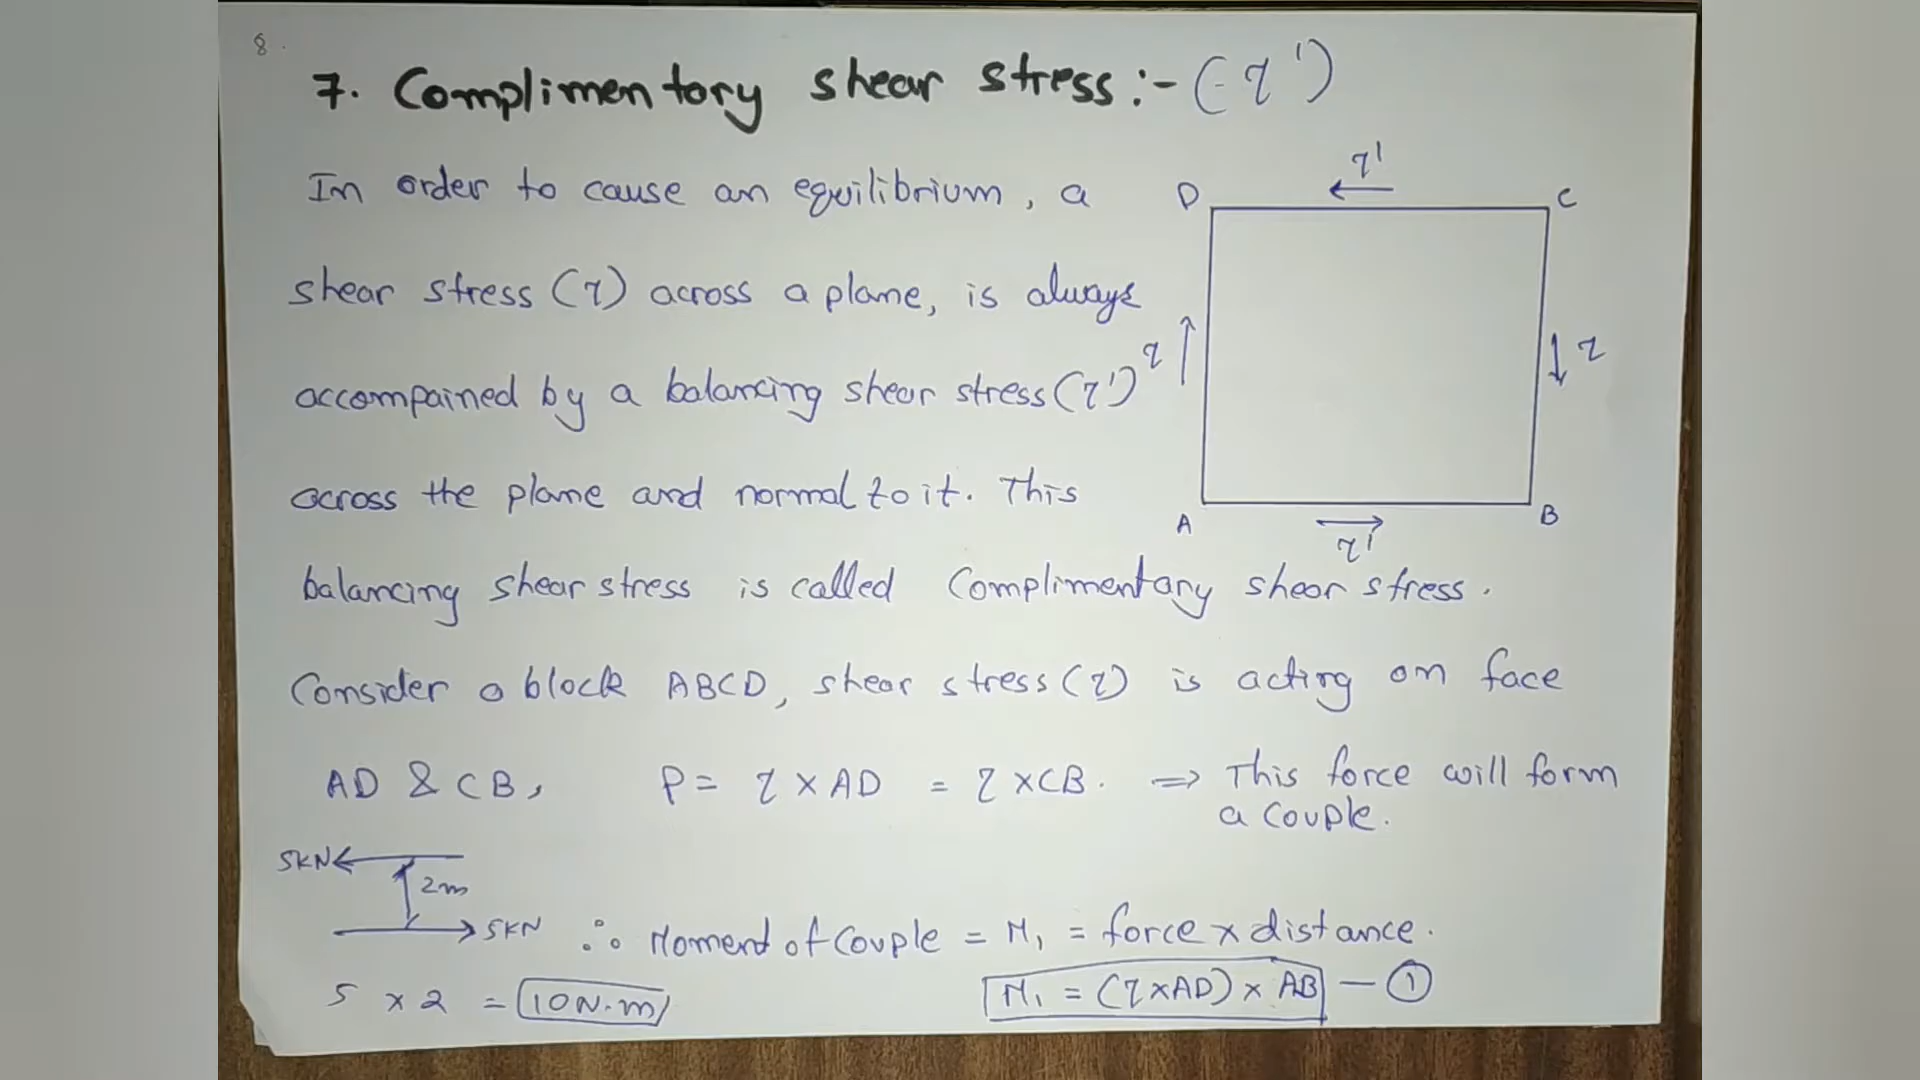 8.
7. Complimentory shear stress :- (-τ')
In order to cause an equilibrium, a
shear stress (τ) across a plane, is always
accompained by a balancing shear stress (τ')
across the plane and normal to it. This
balancing shear stress is called Complimentary shear stress.
τ'
D
C
τ
τ
A
B
τ'
Consider a block ABCD, shear stress (τ) is acting on face
AD & CB, P = τ × AD = τ × CB. ⇒ This force will form
a couple.
5KN
2m
5KN
∴ Moment of Couple = M₁ = force × distance.
5 × 2 = 10N.m
M₁ = (τ × AD) × AB — ①